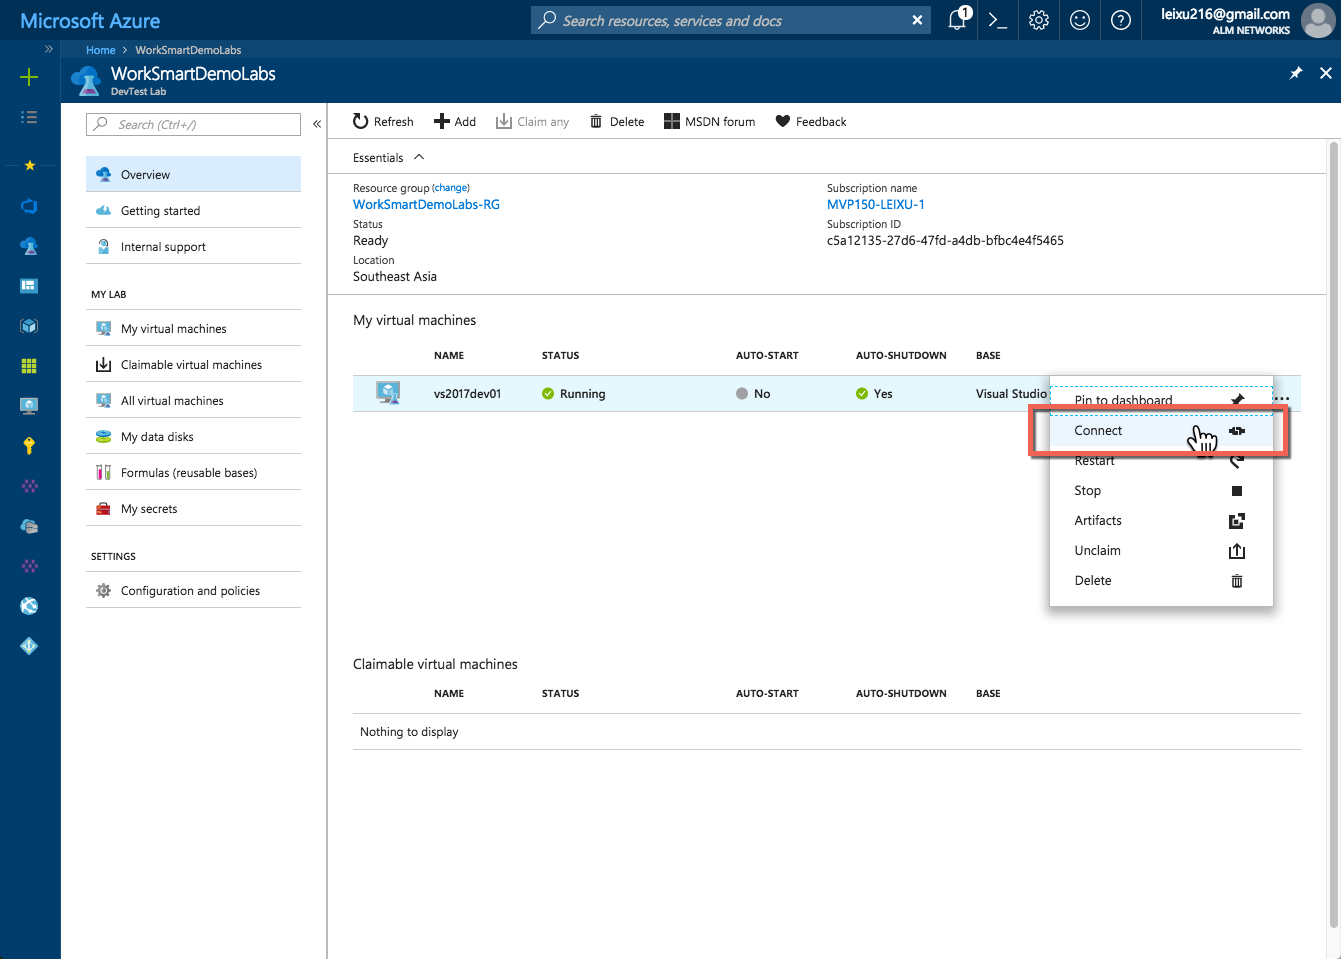 Microsoft Azure
Search resources, services and docs
1
leixu216@gmail.com
ALM NETWORKS
Home > WorkSmartDemoLabs
WorkSmartDemoLabs
DevTest Lab
Search (Ctrl+/)
Overview
Getting started
Internal support
MY LAB
My virtual machines
Claimable virtual machines
All virtual machines
My data disks
Formulas (reusable bases)
My secrets
SETTINGS
Configuration and policies
Refresh Add Claim any Delete MSDN forum Feedback
Essentials
Resource group (change)
WorkSmartDemoLabs-RG
Status
Ready
Location
Southeast Asia
Subscription name
MVP150-LEIXU-1
Subscription ID
c5a12135-27d6-47fd-a4db-bfbc4e4f5465
My virtual machines
NAME STATUS AUTO-START AUTO-SHUTDOWN BASE
vs2017dev01 Running No Yes Visual Studio ...
Pin to dashboard
Connect
Restart
Stop
Artifacts
Unclaim
Delete
Claimable virtual machines
NAME STATUS AUTO-START AUTO-SHUTDOWN BASE
Nothing to display